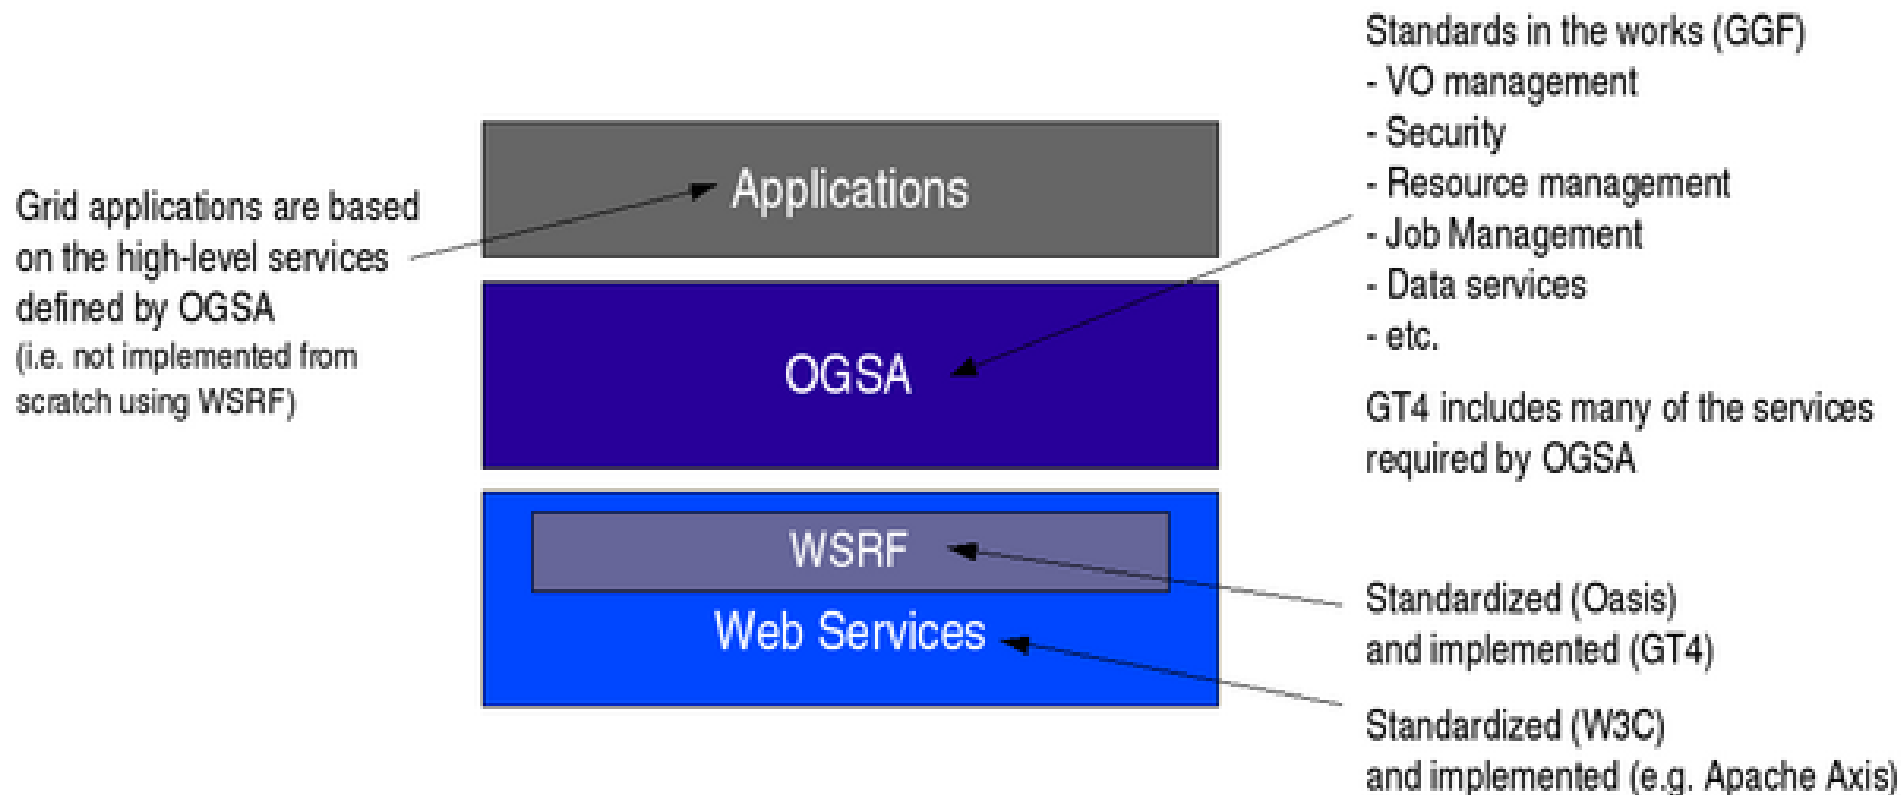 Grid applications are based
on the high-level services
defined by OGSA
(i.e. not implemented from
scratch using WSRF)
Applications
OGSA
WSRF
Web Services
Standards in the works (GGF)
- VO management
- Security
- Resource management
- Job Management
- Data services
- etc.
GT4 includes many of the services
required by OGSA
Standardized (Oasis)
and implemented (GT4)
Standardized (W3C)
and implemented (e.g. Apache Axis)